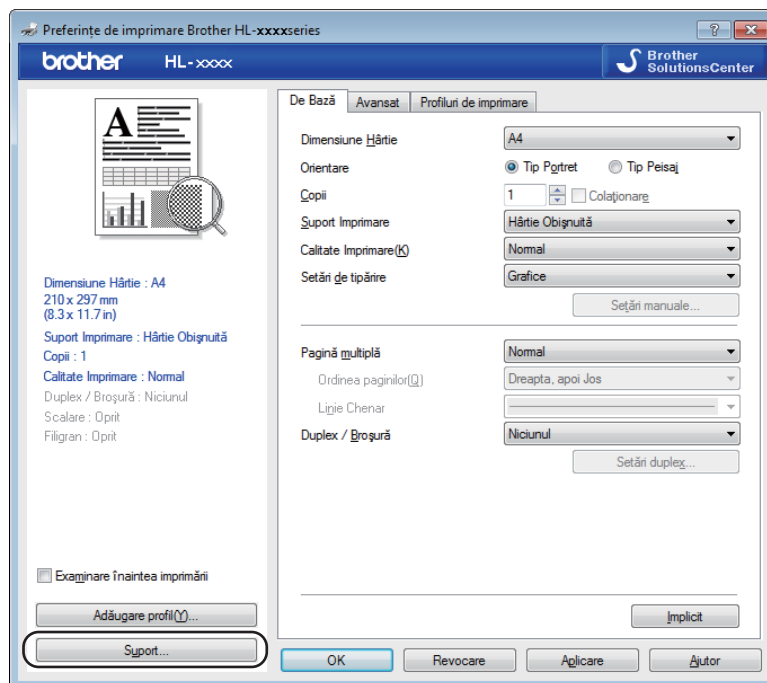 Preferințe de imprimare Brother HL-xxxxseries
brother HL-xxxx
Brother
SolutionsCenter
A
Dimensiune Hârtie : A4
210 x 297 mm
(8.3 x 11.7 in)
Suport Imprimare : Hârtie Obișnuită
Copii : 1
Calitate Imprimare : Normal
Duplex / Broșură : Niciunul
Scalare : Oprit
Filigran : Oprit
Examinare înaintea imprimării
Adăugare profil(Y)...
Suport...
De Bază Avansat Profiluri de imprimare
Dimensiune Hârtie A4
Orientare Tip Portret Tip Peisaj
Copii 1 Colaționare
Suport Imprimare Hârtie Obișnuită
Calitate Imprimare(K) Normal
Setări de tipărire Grafice
Setări manuale...
Pagină multiplă Normal
Ordinea paginilor(Q) Dreapta, apoi Jos
Linie Chenar
Duplex / Broșură Niciunul
Setări duplex...
Implicit
OK Revocare Aplicare Ajutor